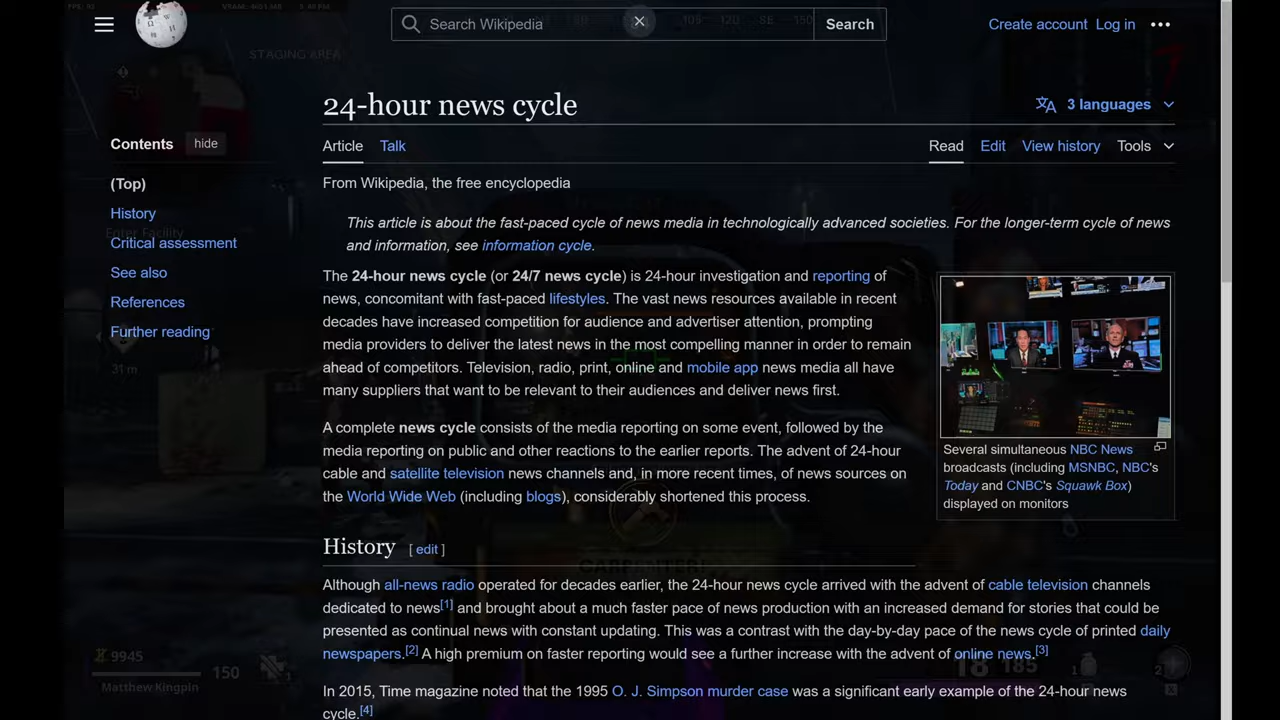 Search Wikipedia
Search
Create account Log in
STAGING AREA
24-hour news cycle
3 languages
Contents hide
Article Talk
Read Edit View history Tools
(Top)
History
Critical assessment
See also
References
Further reading
Enter Facility
31 m
From Wikipedia, the free encyclopedia
This article is about the fast-paced cycle of news media in technologically advanced societies. For the longer-term cycle of news
and information, see information cycle.
The 24-hour news cycle (or 24/7 news cycle) is 24-hour investigation and reporting of
news, concomitant with fast-paced lifestyles. The vast news resources available in recent
decades have increased competition for audience and advertiser attention, prompting
media providers to deliver the latest news in the most compelling manner in order to remain
ahead of competitors. Television, radio, print, online and mobile app news media all have
many suppliers that want to be relevant to their audiences and deliver news first.
A complete news cycle consists of the media reporting on some event, followed by the
media reporting on public and other reactions to the earlier reports. The advent of 24-hour
cable and satellite television news channels and, in more recent times, of news sources on
the World Wide Web (including blogs), considerably shortened this process.
Several simultaneous NBC News
broadcasts (including MSNBC, NBC's
Today and CNBC's Squawk Box)
displayed on monitors
History [ edit ]
Although all-news radio operated for decades earlier, the 24-hour news cycle arrived with the advent of cable television channels
dedicated to news[1] and brought about a much faster pace of news production with an increased demand for stories that could be
presented as continual news with constant updating. This was a contrast with the day-by-day pace of the news cycle of printed daily
newspapers.[2] A high premium on faster reporting would see a further increase with the advent of online news.[3]
In 2015, Time magazine noted that the 1995 O. J. Simpson murder case was a significant early example of the 24-hour news
cycle.[4]
9945
150
Matthew Kingpin
18 185